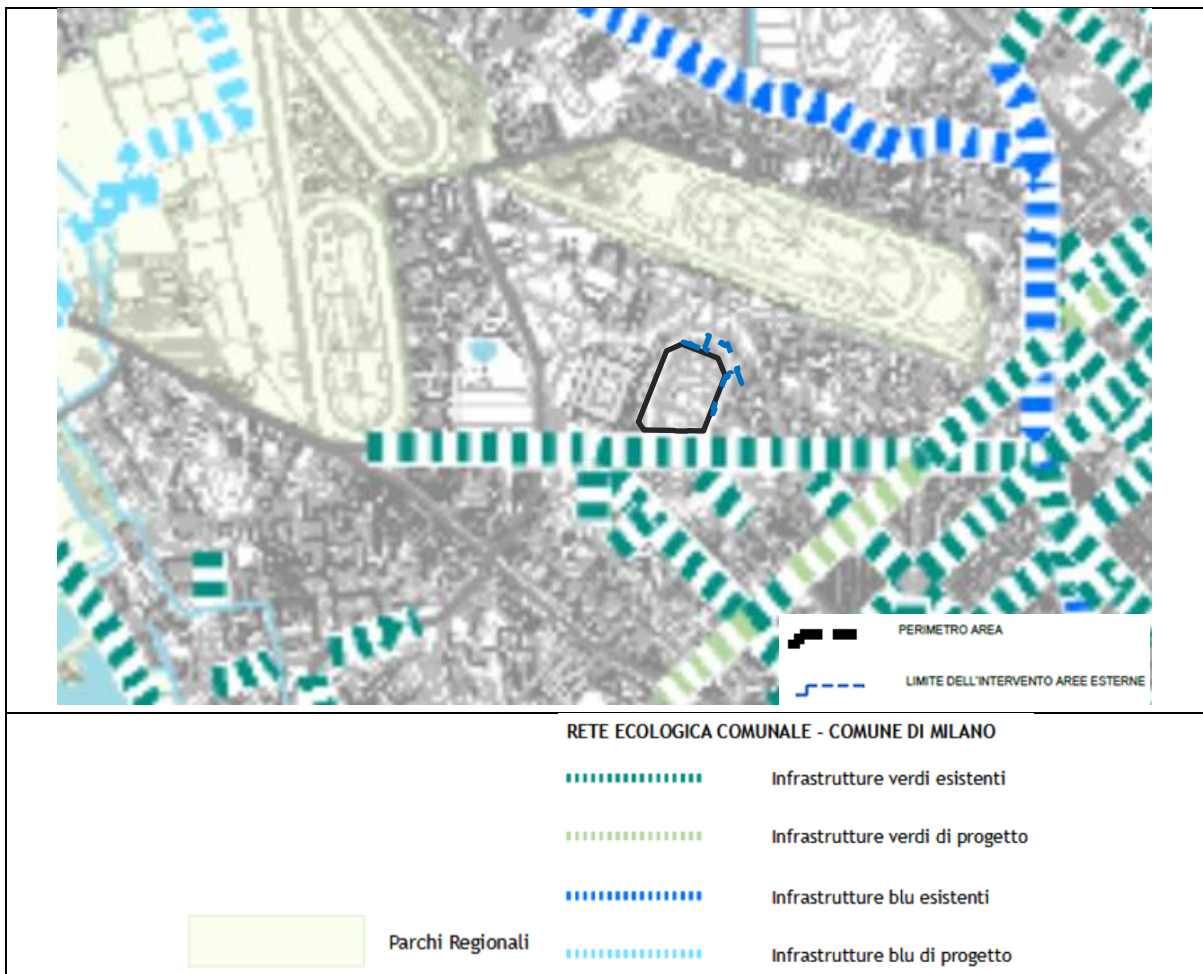 PERIMETRO AREA
LIMITE DELL'INTERVENTO AREE ESTERNE
RETE ECOLOGICA COMUNALE - COMUNE DI MILANO
Infrastrutture verdi esistenti
Infrastrutture verdi di progetto
Infrastrutture blu esistenti
Parchi Regionali
Infrastrutture blu di progetto